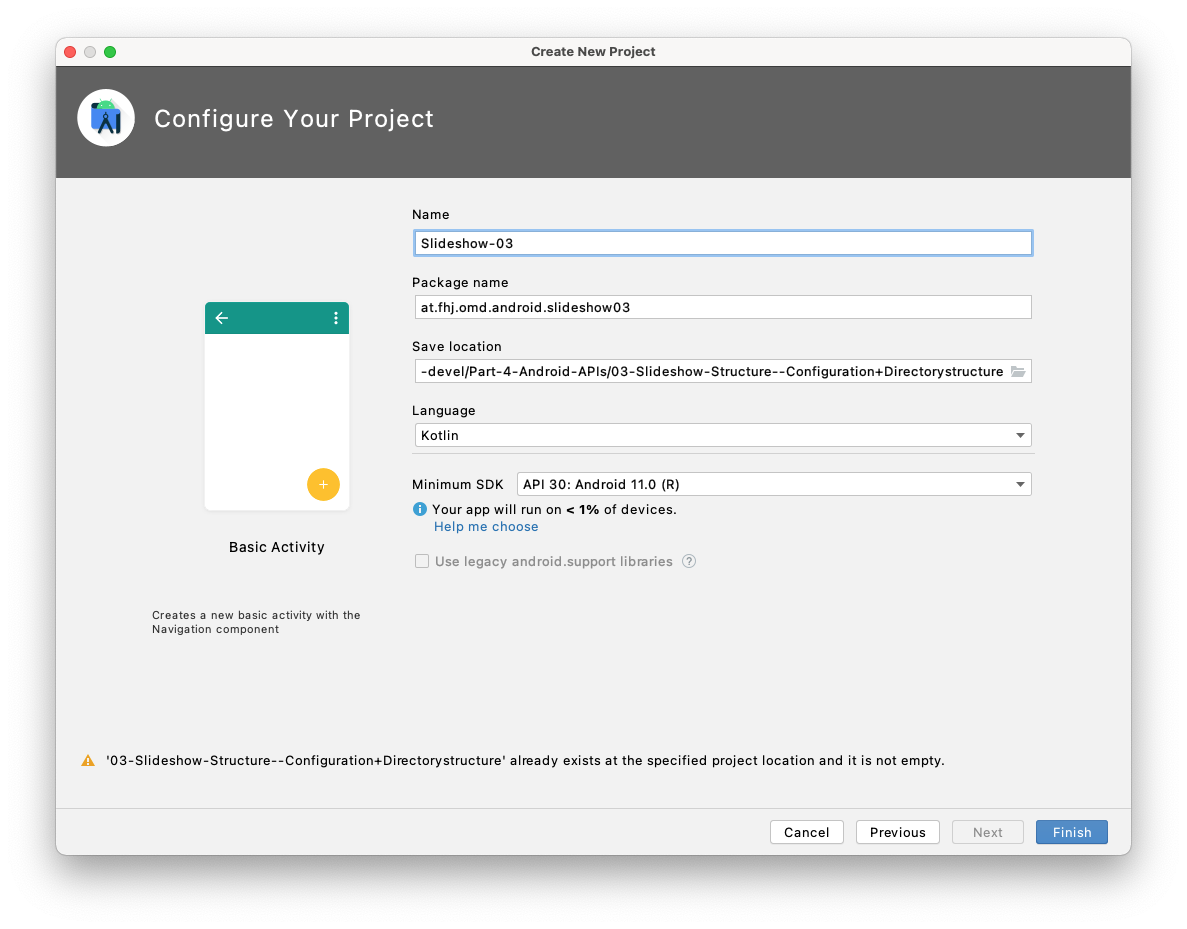 Create New Project
Configure Your Project
Name
Slideshow-03
Package name
at.fhj.omd.android.slideshow03
Save location
-devel/Part-4-Android-APIs/03-Slideshow-Structure--Configuration+Directorystructure
Language
Kotlin
Minimum SDK API 30: Android 11.0 (R)
Your app will run on < 1% of devices.
Help me choose
Use legacy android.support libraries ?
Basic Activity
Creates a new basic activity with the
Navigation component
'03-Slideshow-Structure--Configuration+Directorystructure' already exists at the specified project location and it is not empty.
Cancel Previous Next Finish